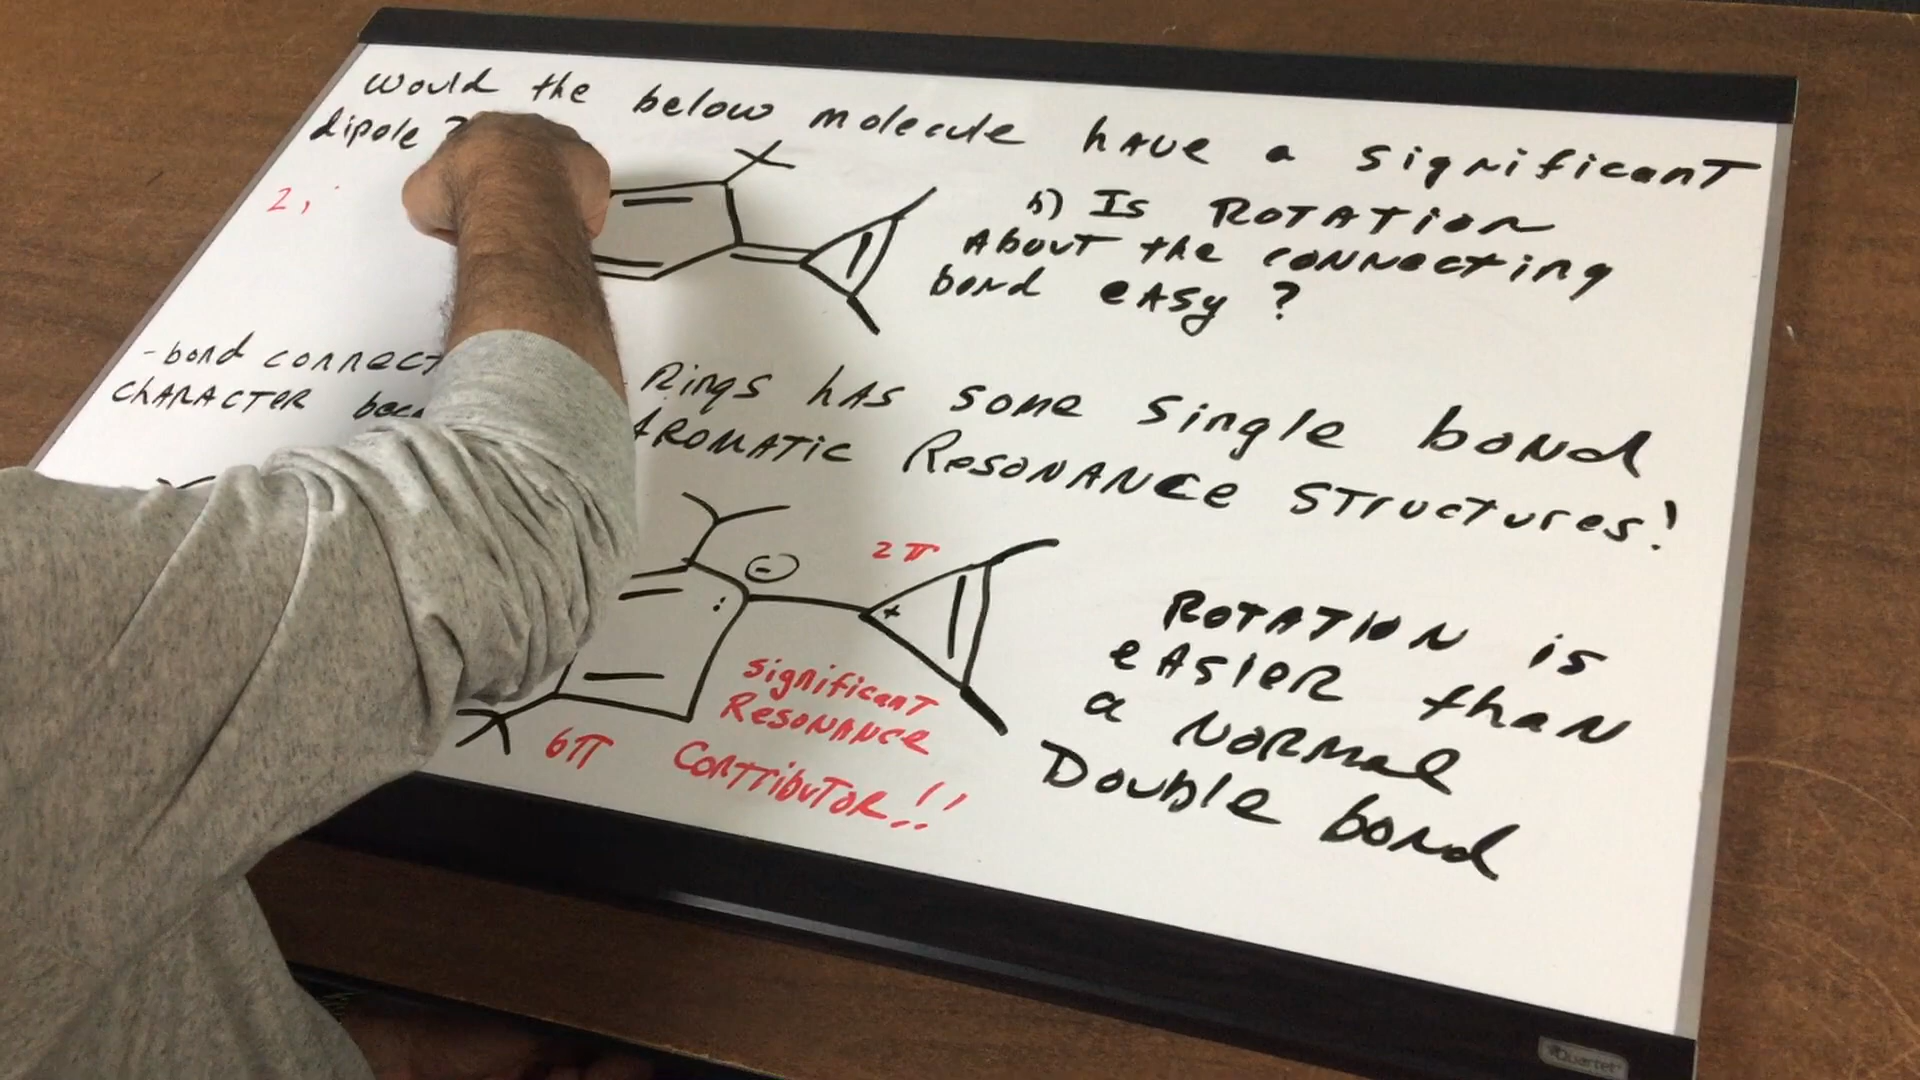 Would the below molecule have a significant
dipole ?
b) Is Rotation
About the connecting
bond easy ?
2,
-bond connect Rings has some single bond
character Aromatic Resonance Structures!
2π
-
+
:
significant
Resonance
Contributor!!
6π
Rotation is
easier than
a normal
Double bond
Quartet